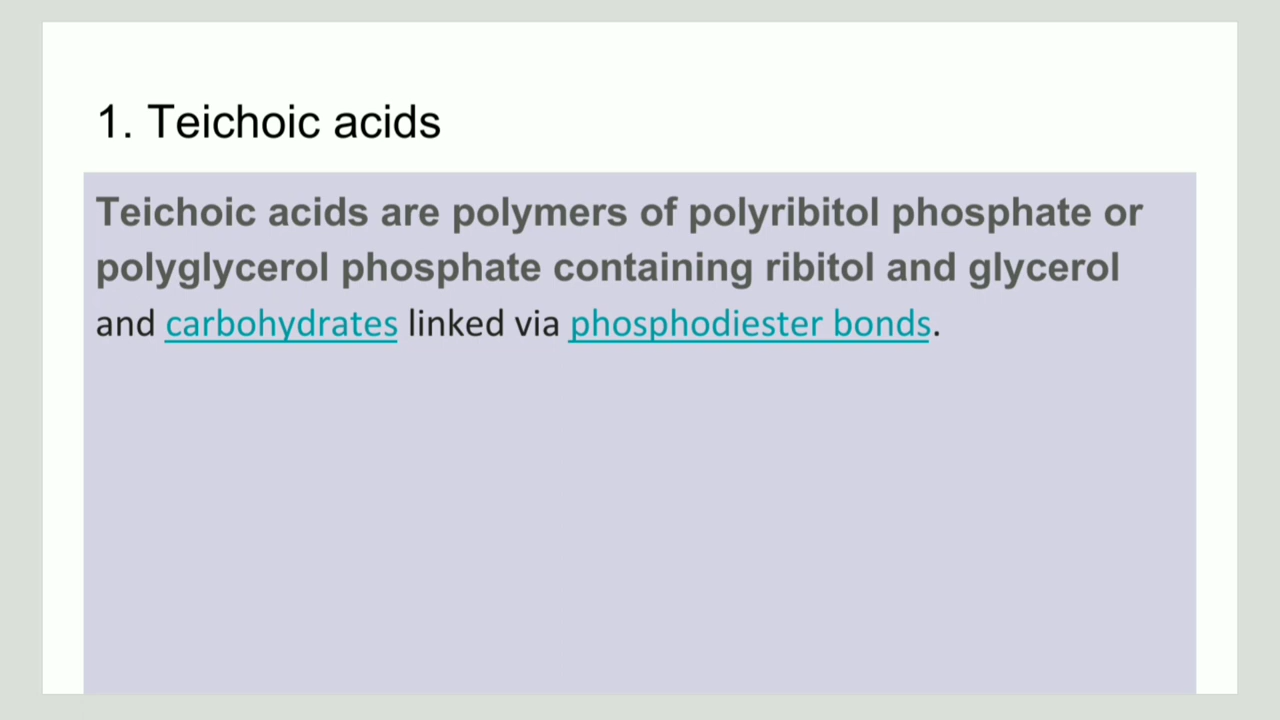 1. Teichoic acids
Teichoic acids are polymers of polyribitol phosphate or
polyglycerol phosphate containing ribitol and glycerol
and carbohydrates linked via phosphodiester bonds.